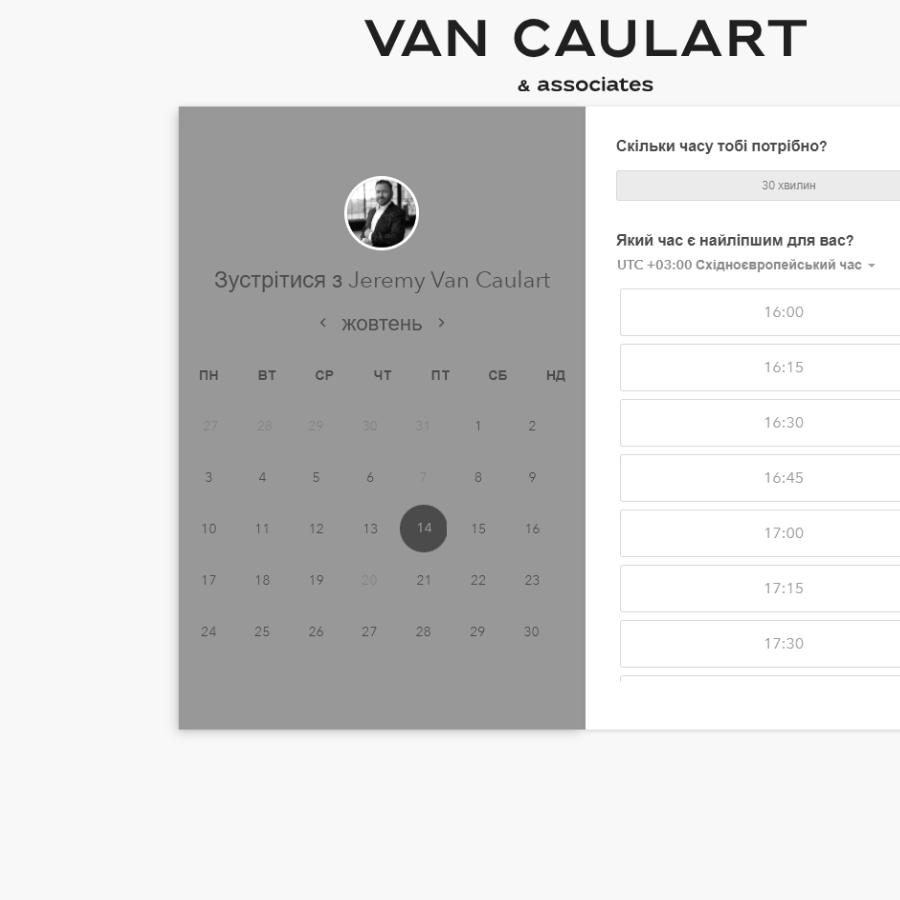 VAN CAULART
& associates
Зустрітися з Jeremy Van Caulart
жовтень
ПН ВТ СР ЧТ ПТ СБ НД
27 28 29 30 31 1 2
3 4 5 6 7 8 9
10 11 12 13 14 15 16
17 18 19 20 21 22 23
24 25 26 27 28 29 30
Скільки часу тобі потрібно?
30 хвилин
Який час є найліпшим для вас?
UTC +03:00 Східноєвропейський час
16:00
16:15
16:30
16:45
17:00
17:15
17:30